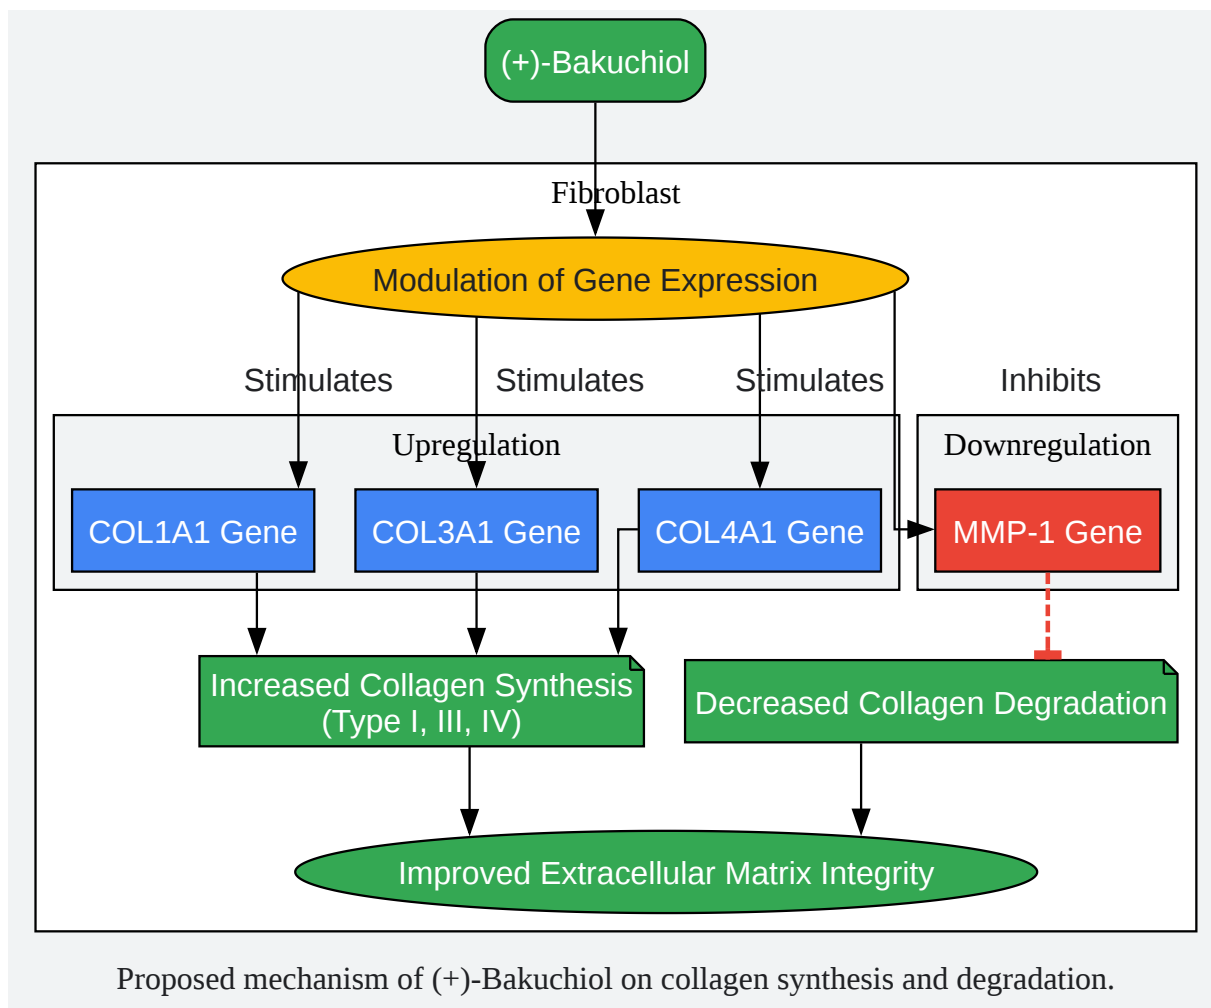 (+)-Bakuchiol
Fibroblast
Modulation of Gene Expression
Stimulates
Stimulates
Stimulates
Inhibits
Upregulation
Downregulation
COL1A1 Gene
COL3A1 Gene
COL4A1 Gene
MMP-1 Gene
Increased Collagen Synthesis
(Type I, III, IV)
Decreased Collagen Degradation
Improved Extracellular Matrix Integrity
Proposed mechanism of (+)-Bakuchiol on collagen synthesis and degradation.